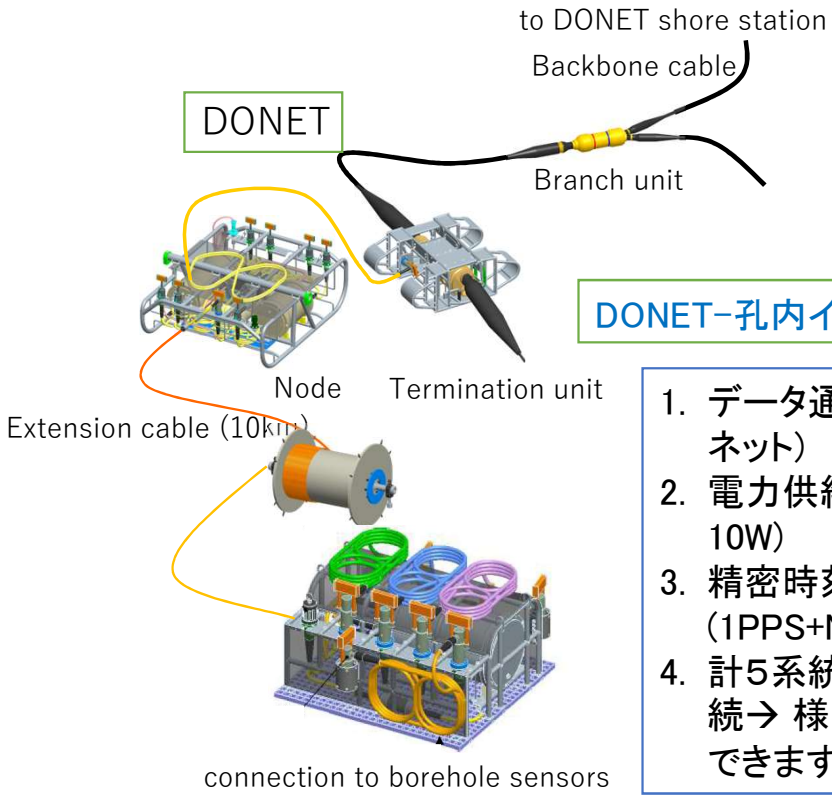 to DONET shore station
Backbone cable
DONET
Branch unit
DONET-孔内イ
Node
Termination unit
Extension cable (10km)
1. データ通
ネット)
2. 電力供給
10W)
3. 精密時刻
(1PPS+N
4. 計5系統
続→ 様
できます
connection to borehole sensors